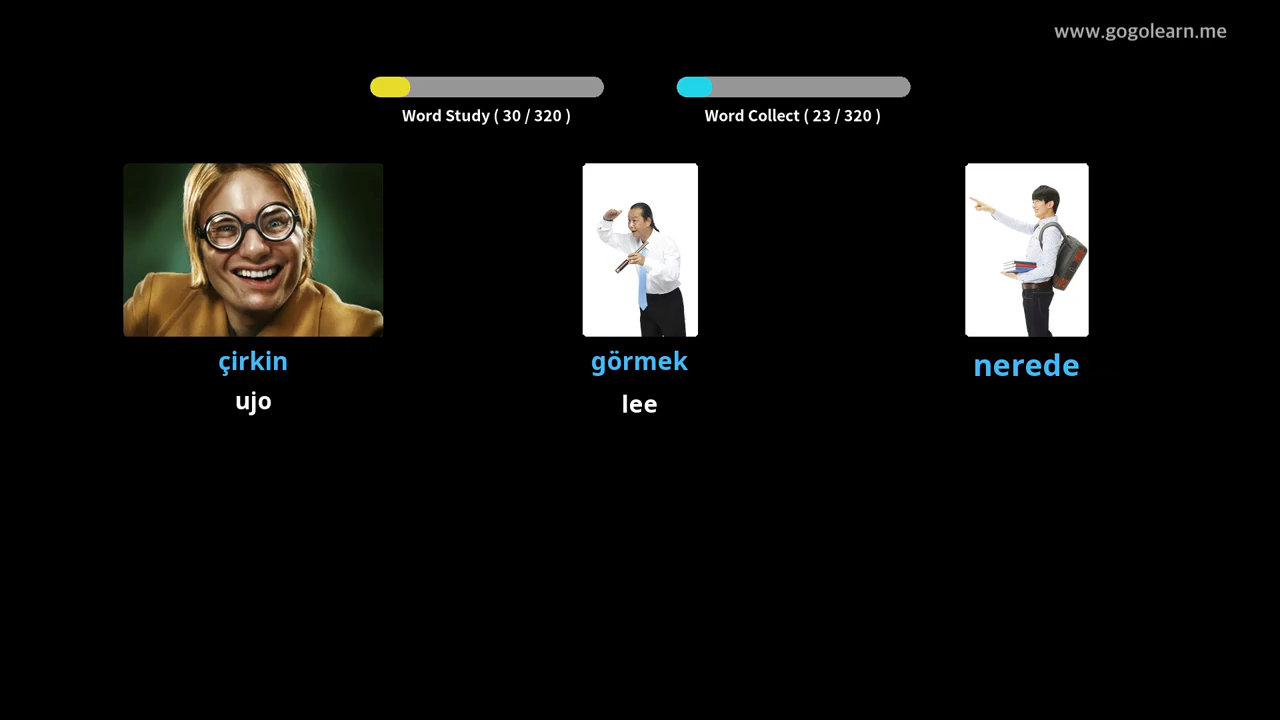 www.gogolearn.me
Word Study ( 30 / 320 )
Word Collect ( 23 / 320 )
çirkin
görmek
nerede
ujo
lee